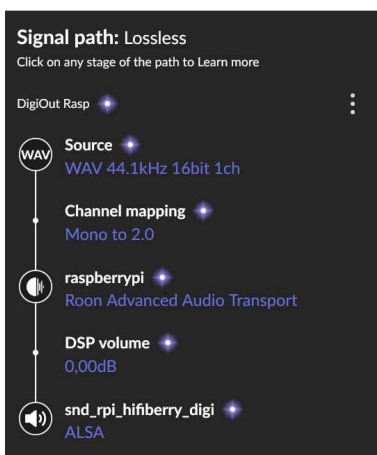 Signal path: Lossless
Click on any stage of the path to Learn more
DigiOut Rasp
WAV
Source
WAV 44.1kHz 16bit 1ch
Channel mapping
Mono to 2.0
raspberrypi
Roon Advanced Audio Transport
DSP volume
0,00dB
snd_rpi_hifiberry_digi
ALSA